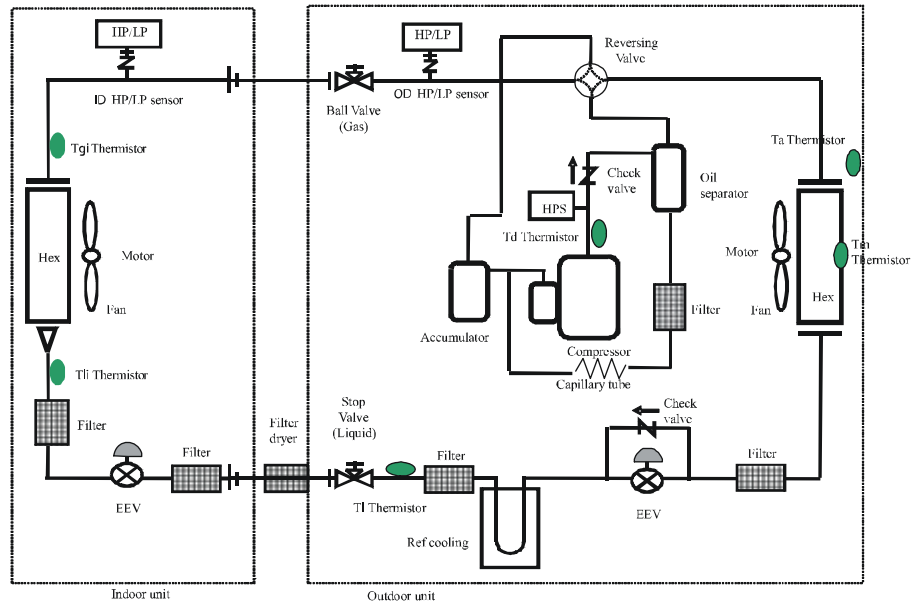 HP/LP
HP/LP
Reversing
Valve
ID HP/LP sensor
Ball Valve
(Gas)
OD HP/LP sensor
Tgi Thermistor
Check
valve
Oil
separator
Ta Thermistor
HPS
Td Thermistor
Hex
Motor
Fan
Motor
Tm
Thermistor
Fan
Hex
Filter
Accumulator
Compressor
Capillary tube
Tli Thermistor
Filter
Stop
Valve
(Liquid)
Filter
dryer
Check
valve
Filter
Filter
Filter
EEV
Tl Thermistor
EEV
Ref cooling
Indoor unit
Outdoor unit